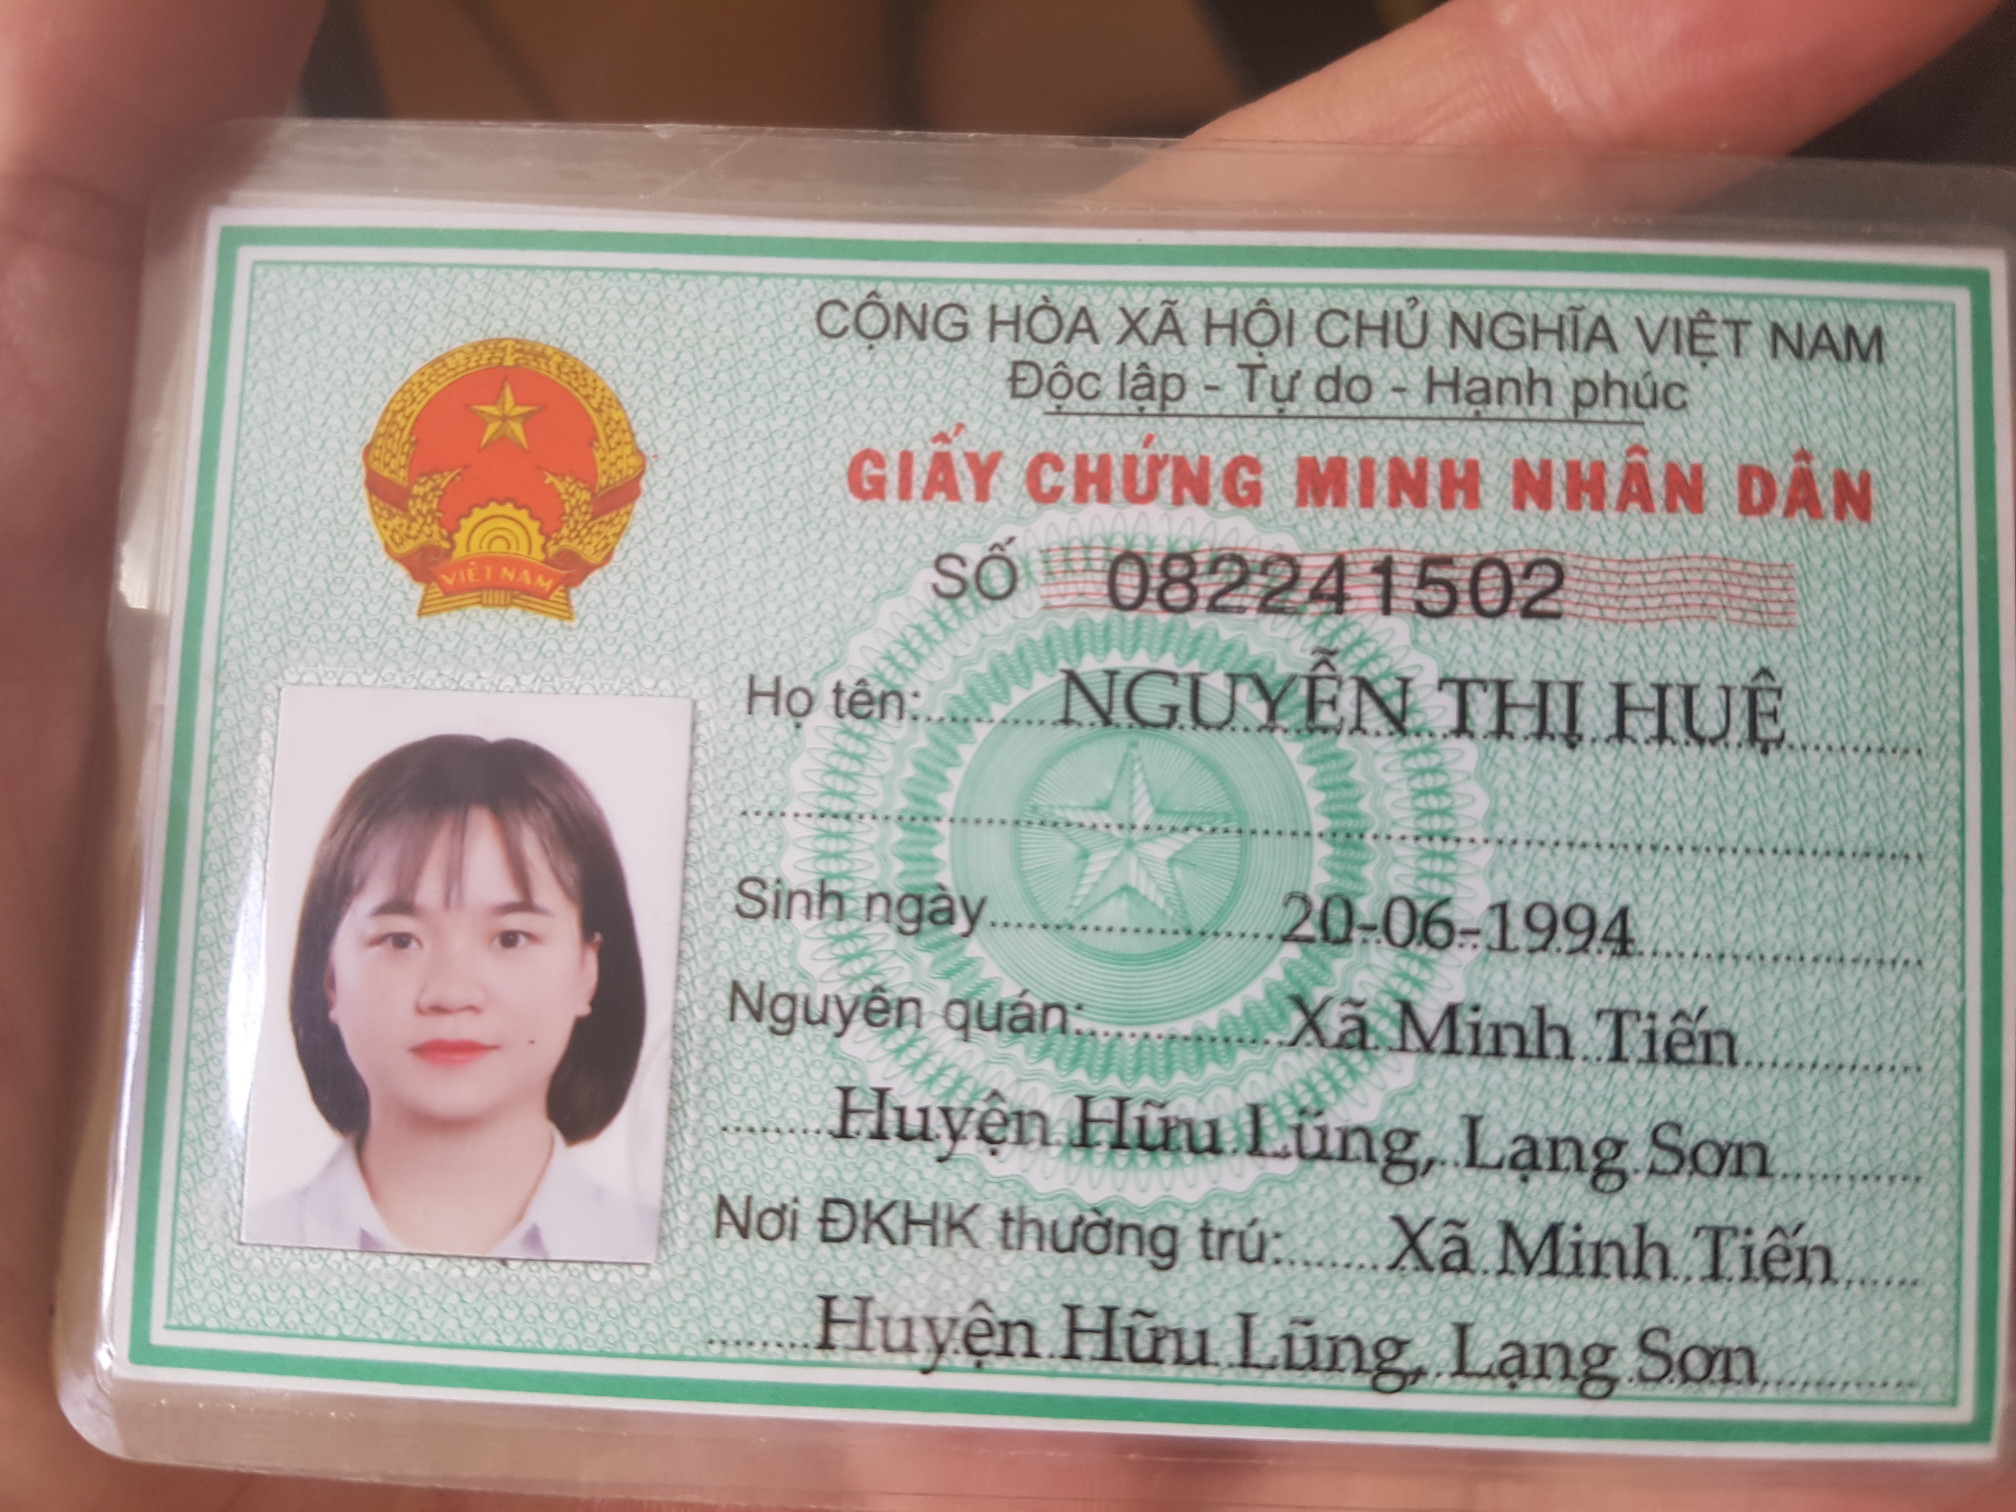 CỘNG HÒA XÃ HỘI CHỦ NGHĨA VIỆT NAM
Độc lập - Tự do - Hạnh phúc
GIẤY CHỨNG MINH NHÂN DÂN
SỐ 082241502
VIỆT NAM
Họ tên: NGUYỄN THỊ HUỆ
Sinh ngày 20-06-1994
Nguyên quán: Xã Minh Tiến
Huyện Hữu Lũng, Lạng Sơn
Nơi ĐKHK thường trú: Xã Minh Tiến
Huyện Hữu Lũng, Lạng Sơn